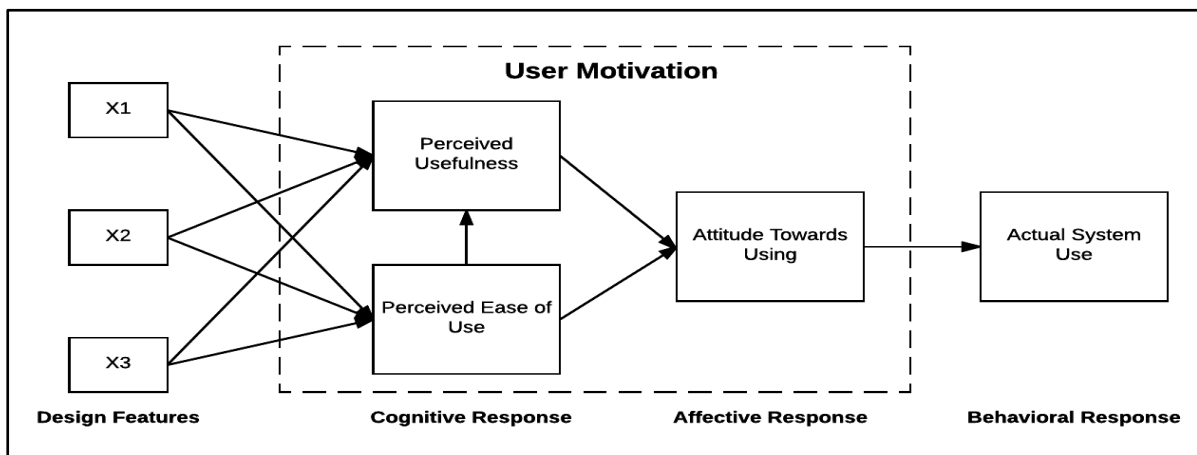 User Motivation
X1
X2
X3
Perceived
Usefulness
Perceived Ease of
Use
Attitude Towards
Using
Actual System
Use
Design Features
Cognitive Response
Affective Response
Behavioral Response